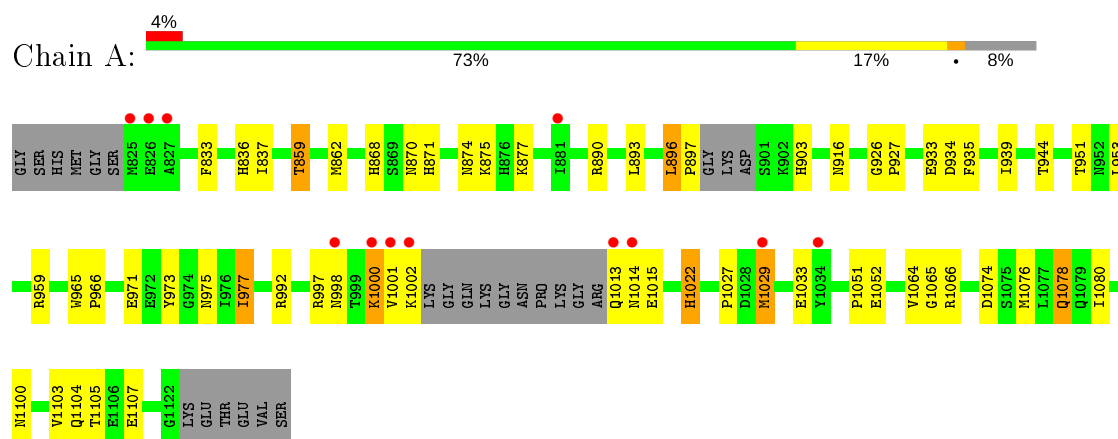 4%
Chain A:
73% 17% • 8%
GLY SER HIS MET GLY SER M825 E826 A827 F833 H836 I837 T859 M862 H868 S869 N870 H871 N874 K875 H876 K877 I881 R890 L893 L896 P897 GLY LYS ASP S901 K902 H903 N916 G926 P927 E933 D934 F935 I939 T944 T951 N952
R959 W965 P966 E971 E972 Y973 G974 N975 I976 I977 R992 R997 N998 T999 K1000 V1001 K1002 LYS GLY GLN LYS GLY ASN PRO LYS GLY ARG Q1013 N1014 E1015 H1022 P1027 D1028 M1029 E1033 Y1034 P1051 E1052 V1064 G1065 R1066 D1074 S1075 M1076 L1077 Q1078 Q1079 I1080
N1100 V1103 Q1104 T1105 E1106 E1107 G1122 LYS GLU THR GLU VAL SER